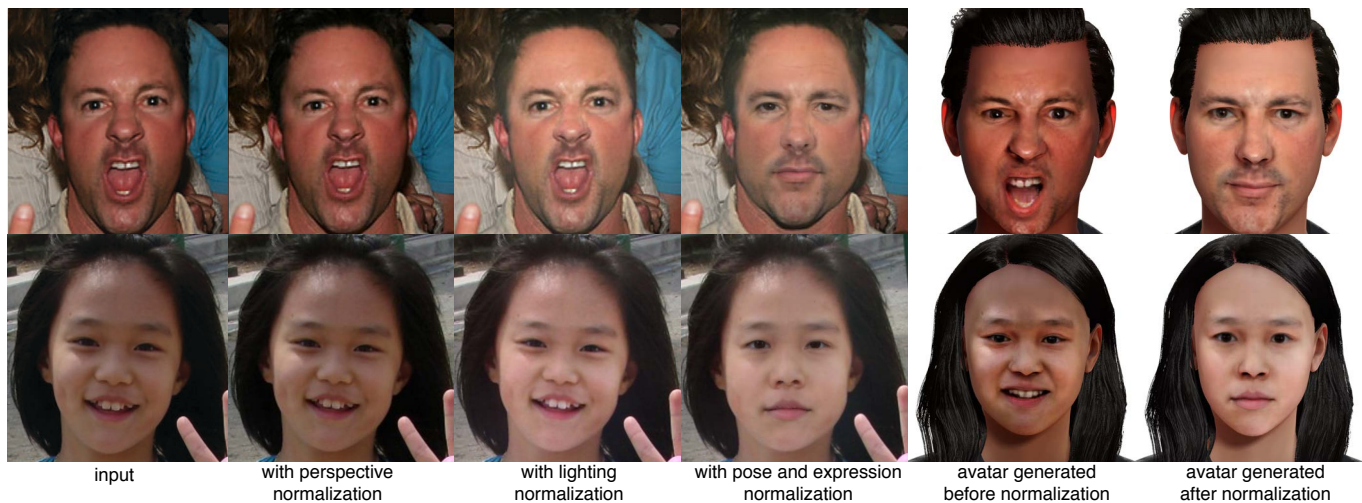 input
with perspective
normalization
with lighting
normalization
with pose and expression
normalization
avatar generated
before normalization
avatar generated
after normalization